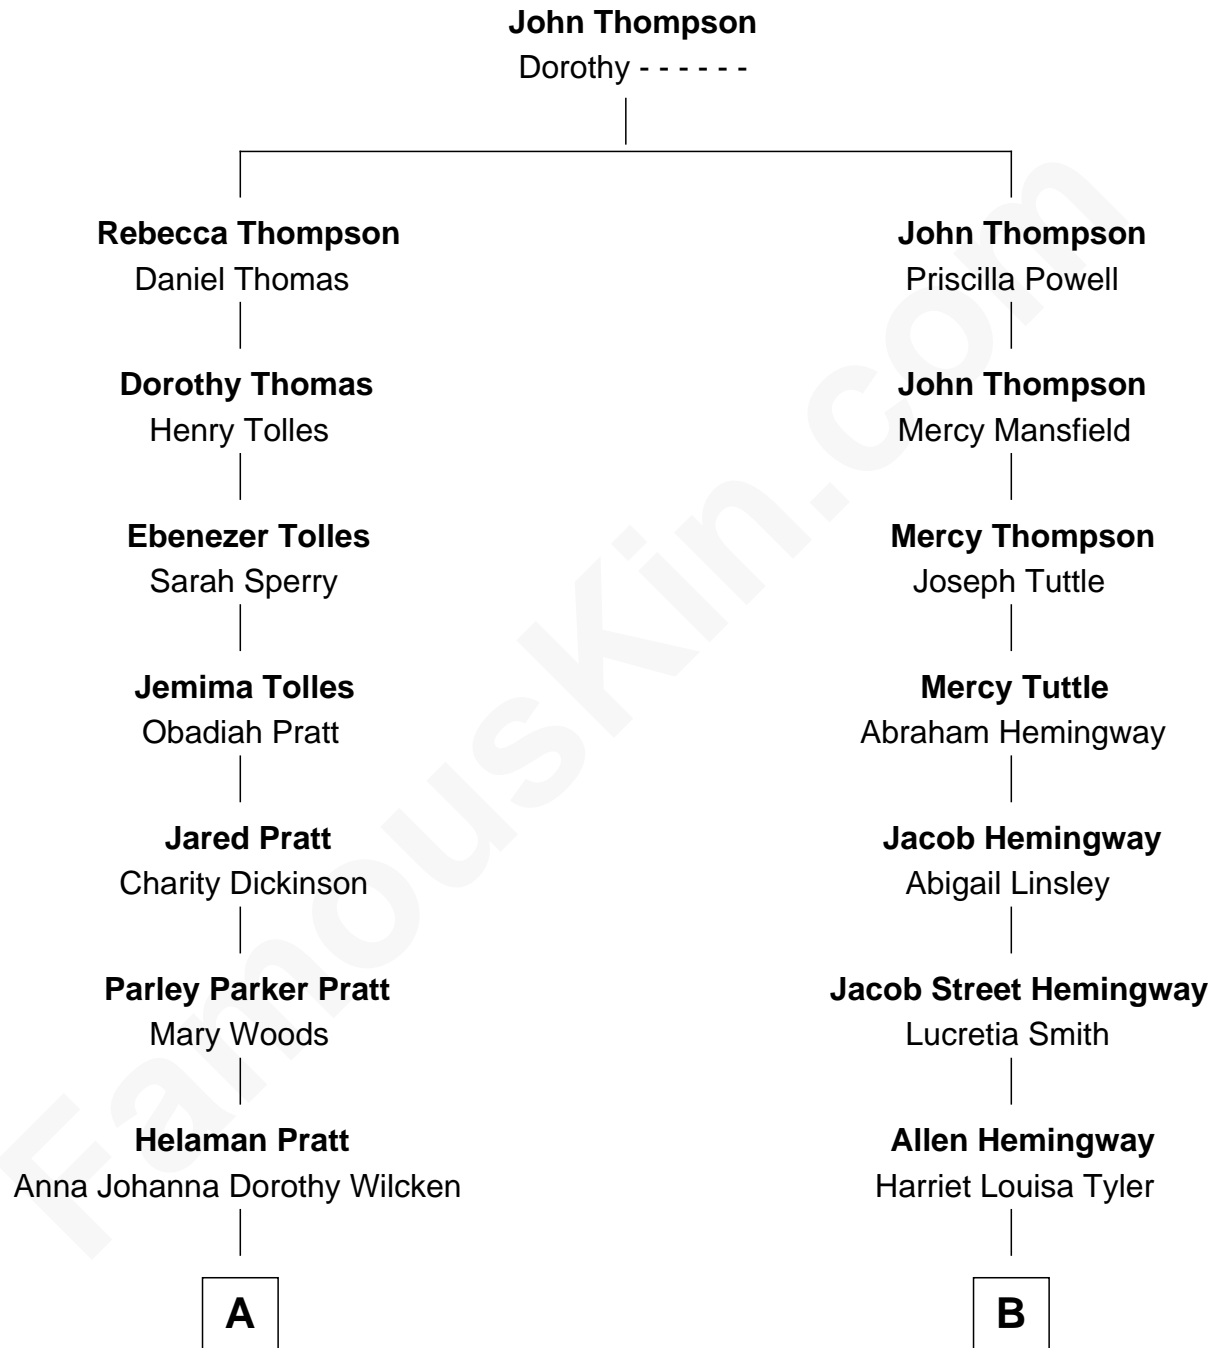 John Thompson
Dorothy - - - - - -
Rebecca Thompson
Daniel Thomas
John Thompson
Priscilla Powell
Dorothy Thomas
Henry Tolles
John Thompson
Mercy Mansfield
Ebenezer Tolles
Sarah Sperry
Mercy Thompson
Joseph Tuttle
Jemima Tolles
Obadiah Pratt
Mercy Tuttle
Abraham Hemingway
Jared Pratt
Charity Dickinson
Jacob Hemingway
Abigail Linsley
Parley Parker Pratt
Mary Woods
Jacob Street Hemingway
Lucretia Smith
Helaman Pratt
Anna Johanna Dorothy Wilcken
Allen Hemingway
Harriet Louisa Tyler
A
B
FamousKin.com